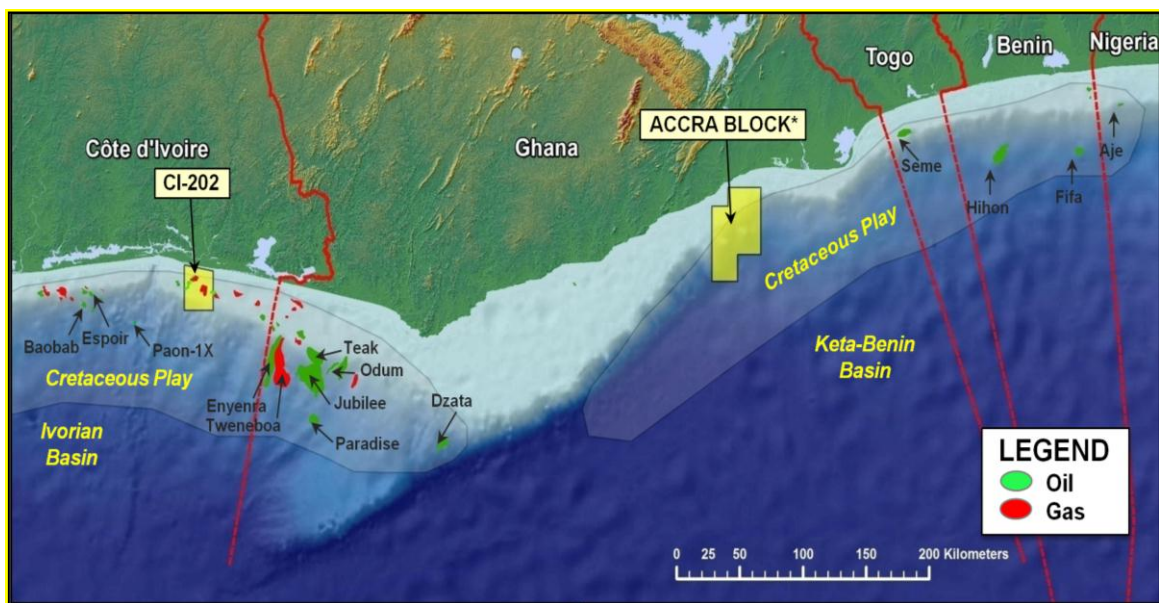 Togo
Benin
Nigeria
ACCRA BLOCK*
Côte d'Ivoire
Ghana
CI-202
Seme
Aje
Hihon
Fifa
Cretaceous Play
Baobab
Espoir
Paon-1X
Teak
Odum
Keta-Benin
Basin
Cretaceous Play
Enyenra
Tweneboa
Jubilee
Dzata
Paradise
Ivorian
Basin
LEGEND
Oil
Gas
0 25 50 100 150 200 Kilometers